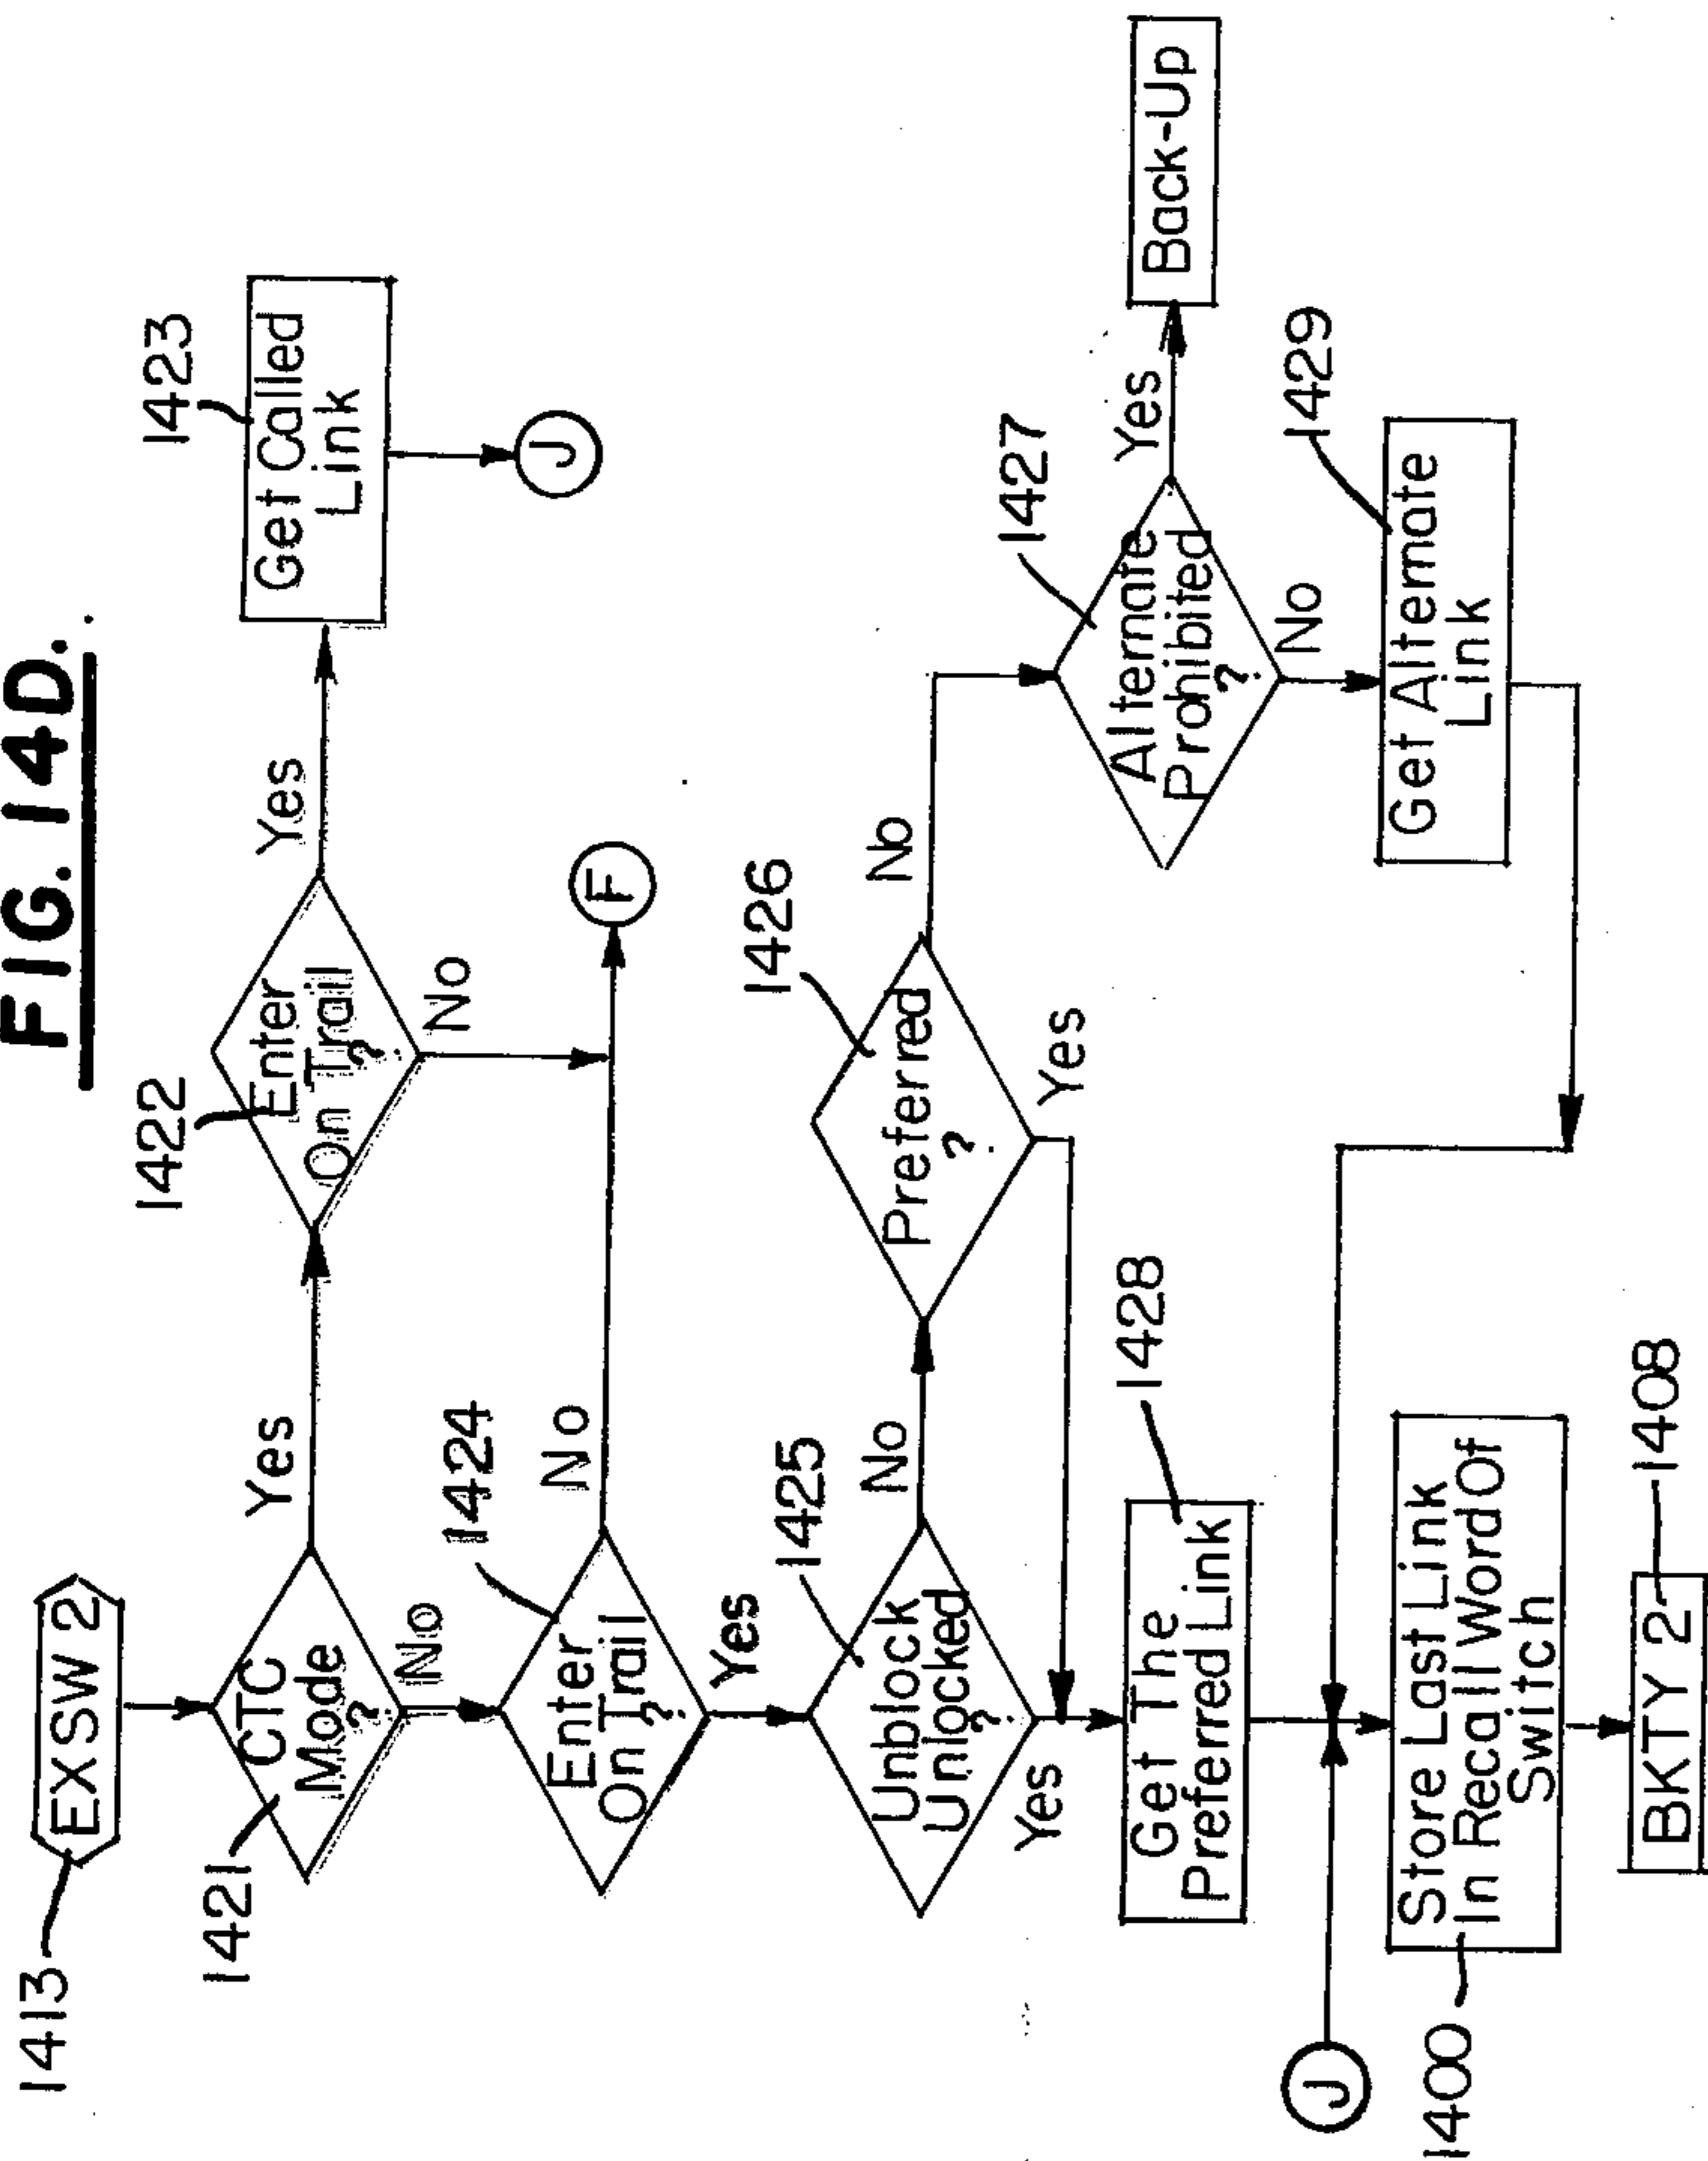 FIG. 14D.
1413
EXSW 2
1421
CTC
Mode
?
Yes
No
1422
Enter
On Trail
?
Yes
No
1423
Get Called
Link
J
1424
Enter
On Trail
?
No
Yes
F
1425
Unblock
Unlocked
?
No
Yes
1426
Preferred
?
No
Yes
1427
Alternate
Prohibited
?
Yes
No
Back-Up
1428
Get The
Preferred Link
1429
Get Alternate
Link
J
1400
Store Last Link
In Recall Word Of
Switch
BKTY 2
1408